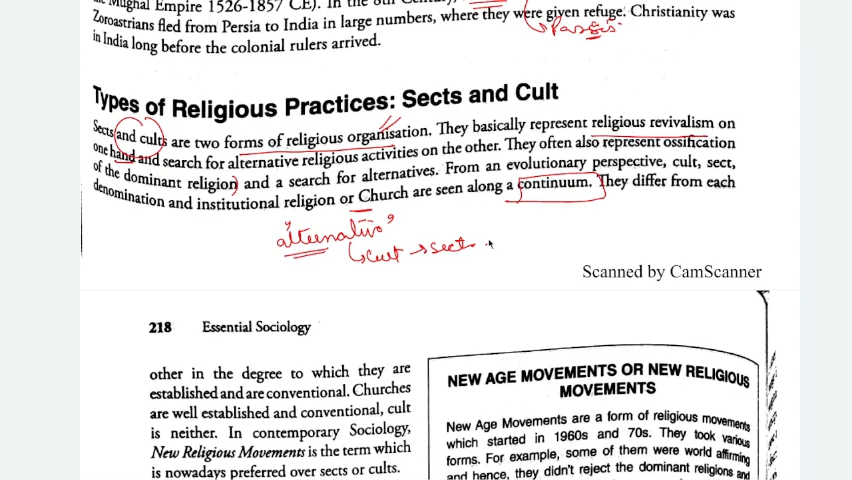 Mughal Empire 1526-1857 CE). In the 8th Century,
Zoroastrians fled from Persia to India in large numbers, where they were given refuge. Christianity was
Parsis.
in India long before the colonial rulers arrived.
Types of Religious Practices: Sects and Cult
Sects and cults are two forms of religious organisation. They basically represent religious revivalism on
one hand and search for alternative religious activities on the other. They often also represent ossification
of the dominant religion) and a search for alternatives. From an evolutionary perspective, cult, sect,
denomination and institutional religion or Church are seen along a continuum. They differ from each
"alternative"
↳ cult → sect
Scanned by CamScanner
218 Essential Sociology
other in the degree to which they are
established and are conventional. Churches
are well established and conventional, cult
is neither. In contemporary Sociology,
New Religious Movements is the term which
is nowadays preferred over sects or cults.
NEW AGE MOVEMENTS OR NEW RELIGIOUS
MOVEMENTS
New Age Movements are a form of religious movements
which started in 1960s and 70s. They took various
forms. For example, some of them were world affirming
and hence, they didn't reject the dominant religions and